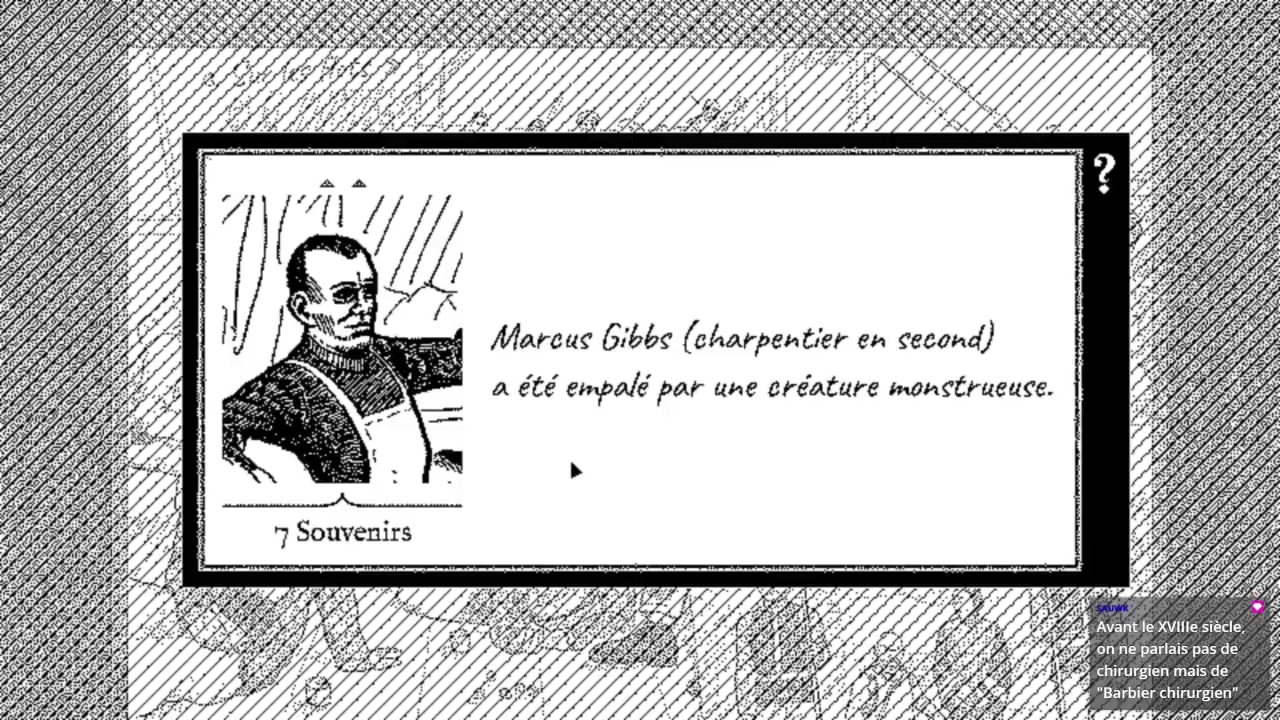 ?
Marcus Gibbs (charpentier en second)
a été empalé par une créature monstrueuse.
7 Souvenirs
SAUWK
Avant le XVIIIe siècle,
on ne parlais pas de
chirurgien mais de
"Barbier chirurgien"